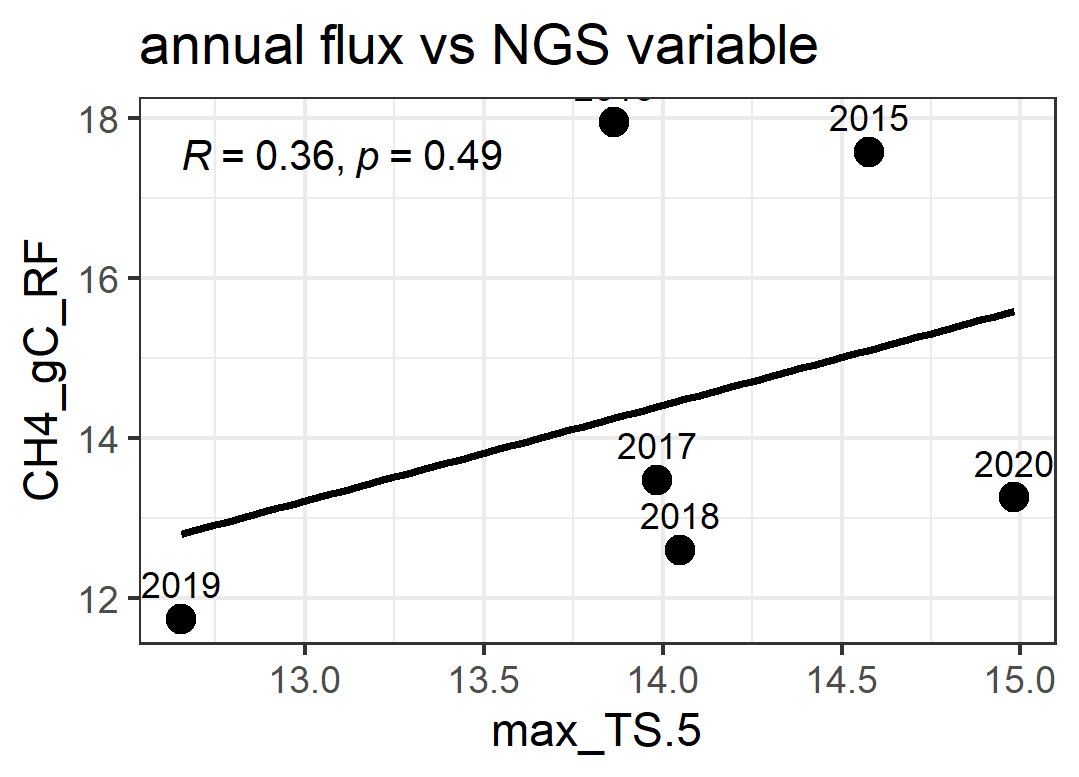 annual flux vs NGS variable
18
2015
R = 0.36, p = 0.49
CH4_gC_RF
16
14
2017
2020
2018
2019
12
13.0 13.5 14.0 14.5 15.0
max_TS.5